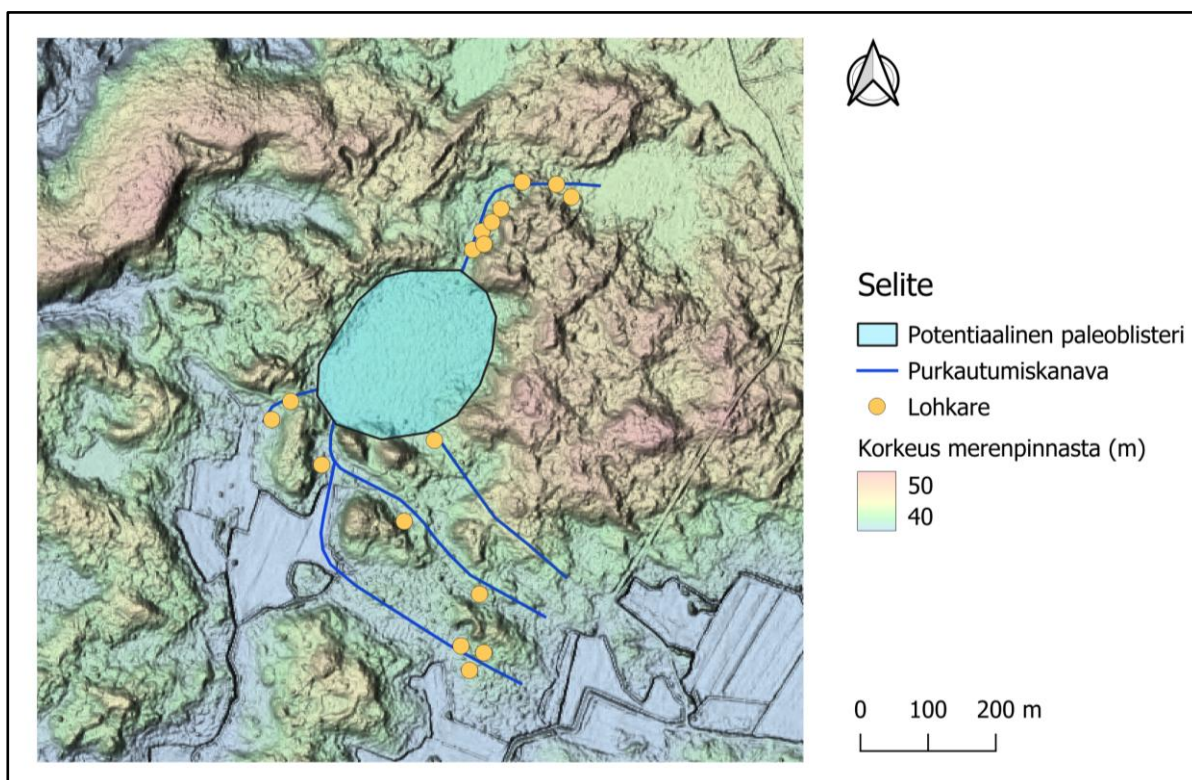 Selite
Potentiaalinen paleoblisteri
Purkautumiskanava
Lohkare
Korkeus merenpinnasta (m)
50
40
0 100 200 m